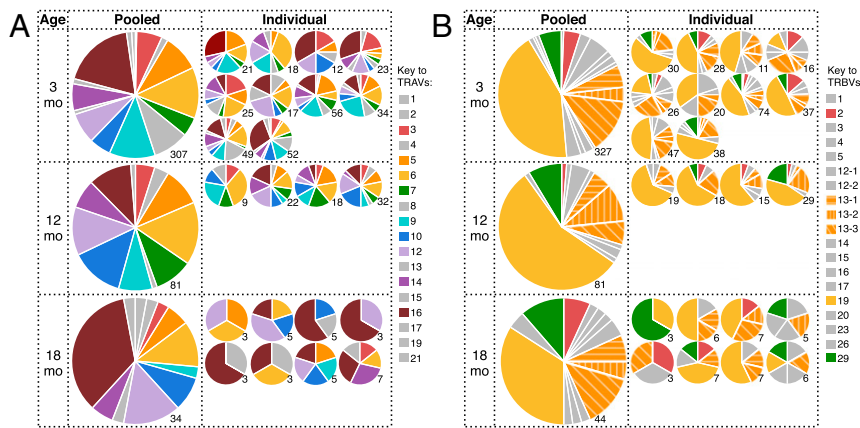 A
Age Pooled Individual
3
mo
307
21 18 12 23
25 17 56 34
49 52
12
mo
81
9 22 18 32
18
mo
34
3 5 5 3
3 3 5 7
Key to
TRAVs:
1
2
3
4
5
6
7
8
9
10
12
13
14
15
16
17
19
21
B
Age Pooled Individual
3
mo
327
30 28 11 16
26 20 74 37
47 38
12
mo
81
19 18 15 29
18
mo
44
3 6 7 5
3 7 7 6
Key to
TRBVs:
1
2
3
4
5
12-1
12-2
13-1
13-2
13-3
14
15
16
17
19
20
23
26
29